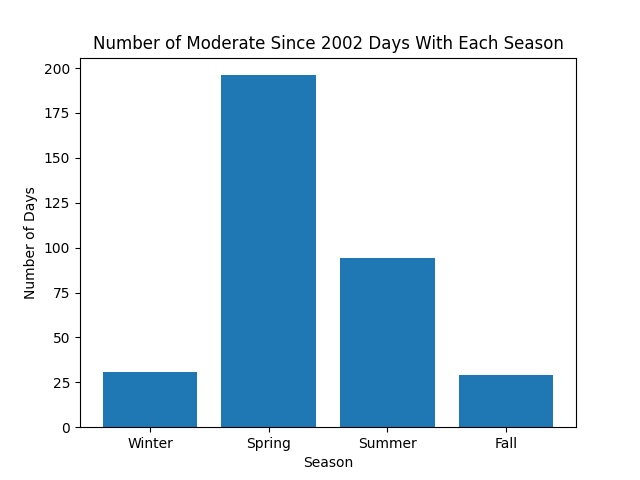 Number of Moderate Since 2002 Days With Each Season
Number of Days
200
175
150
125
100
75
50
25
0
Winter Spring Summer Fall
Season